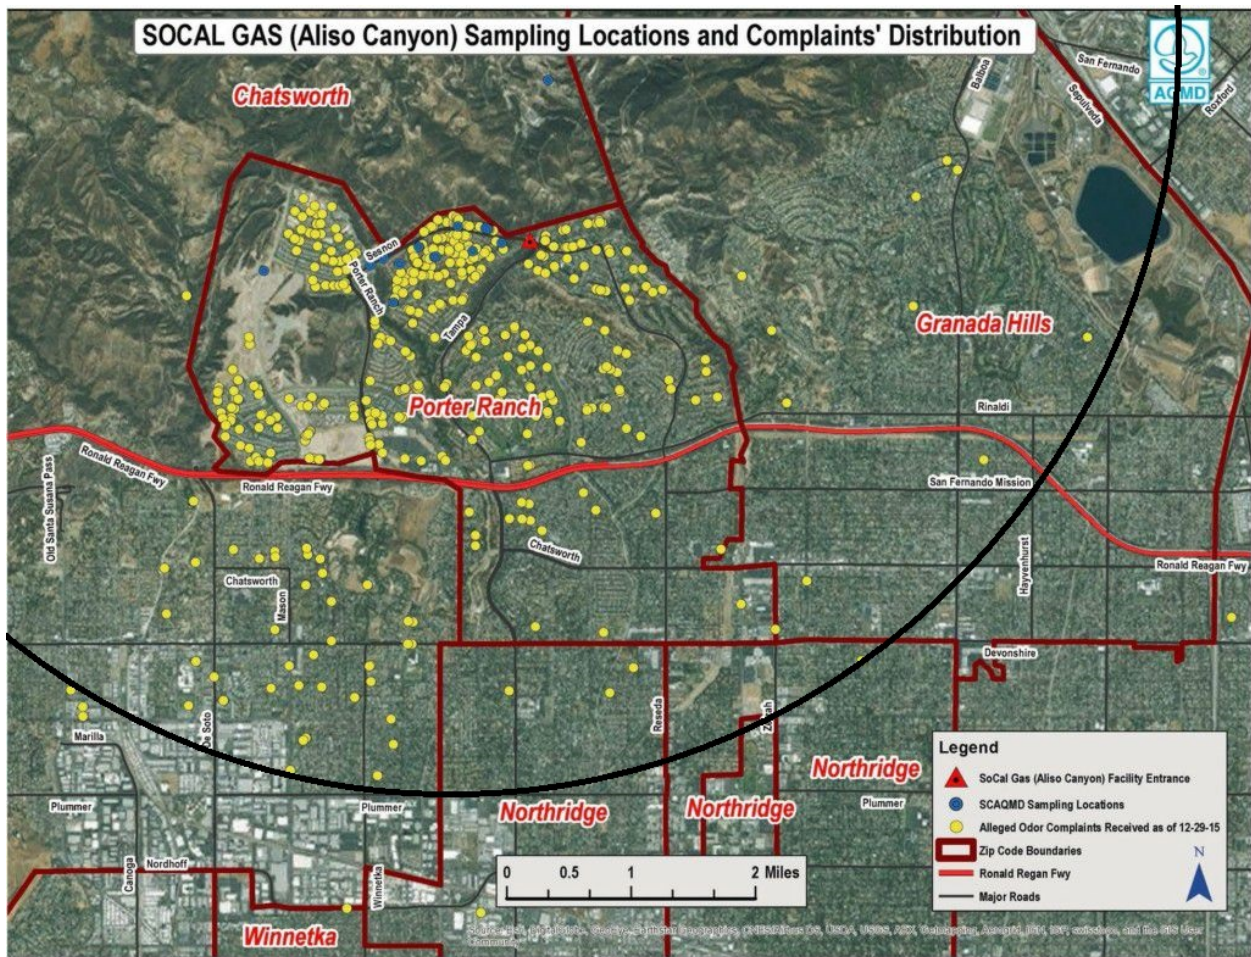 SOCAL GAS (Aliso Canyon) Sampling Locations and Complaints' Distribution
AQMD
San Fernando
Roxford
Balboa
Sepulveda
Chatsworth
Sesnon
Porter Ranch
Tampa
Granada Hills
Porter Ranch
Rinaldi
Ronald Reagan Fwy
Ronald Reagan Fwy
San Fernando Mission
Old Santa Susana Pass
Chatsworth
Hayvenhurst
Ronald Reagan Fwy
Chatsworth
Mason
Devonshire
De Soto
Reseda
Marilla
Northridge
Plummer
Plummer
Northridge
Northridge
Plummer
Nordhoff
Canoga
Winnetka
Winnetka
0 0.5 1 2 Miles
Legend
SoCal Gas (Aliso Canyon) Facility Entrance
SCAQMD Sampling Locations
Alleged Odor Complaints Received as of 12-29-15
Zip Code Boundaries
Ronald Regan Fwy
Major Roads
N